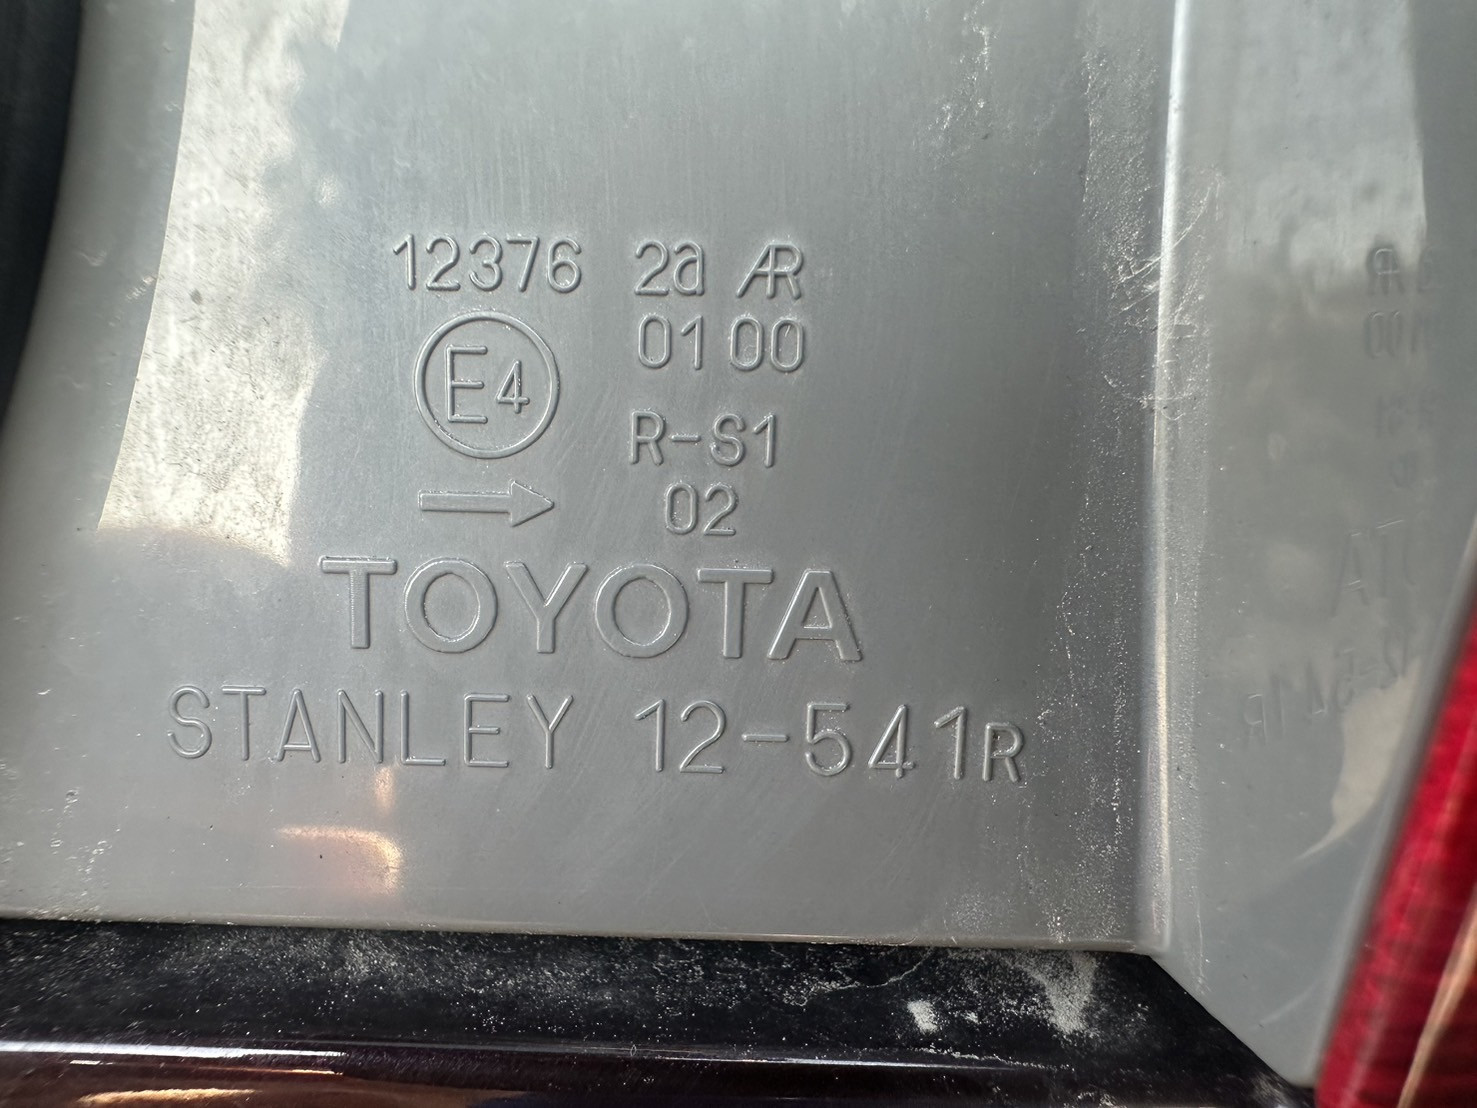 12376 2a AR
E4 01 00
R-S1
02
TOYOTA
STANLEY 12-541R